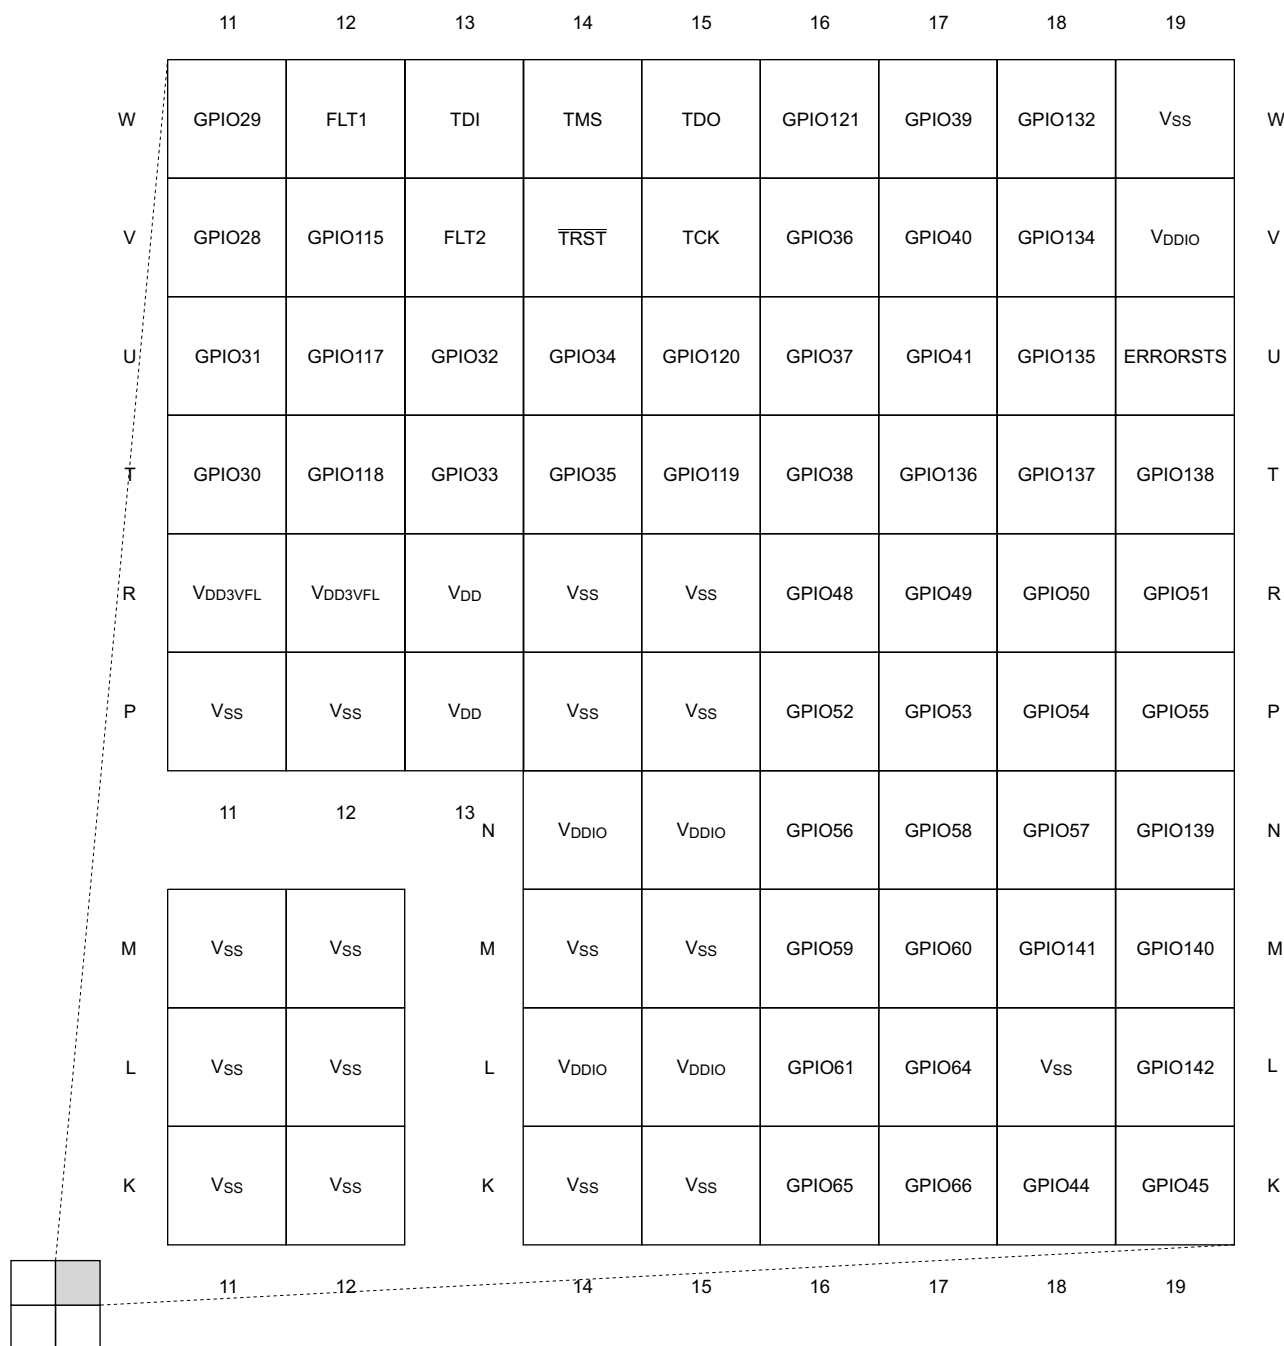 11 12 13 14 15 16 17 18 19
W GPIO29 FLT1 TDI TMS TDO GPIO121 GPIO39 GPIO132 VSS W
V GPIO28 GPIO115 FLT2 T̅R̅S̅T̅ TCK GPIO36 GPIO40 GPIO134 VDDIO V
U GPIO31 GPIO117 GPIO32 GPIO34 GPIO120 GPIO37 GPIO41 GPIO135 ERRORSTS U
T GPIO30 GPIO118 GPIO33 GPIO35 GPIO119 GPIO38 GPIO136 GPIO137 GPIO138 T
R VDD3VFL VDD3VFL VDD VSS VSS GPIO48 GPIO49 GPIO50 GPIO51 R
P VSS VSS VDD VSS VSS GPIO52 GPIO53 GPIO54 GPIO55 P
11 12 13
N VDDIO VDDIO GPIO56 GPIO58 GPIO57 GPIO139 N
M VSS VSS M VSS VSS GPIO59 GPIO60 GPIO141 GPIO140 M
L VSS VSS L VDDIO VDDIO GPIO61 GPIO64 VSS GPIO142 L
K VSS VSS K VSS VSS GPIO65 GPIO66 GPIO44 GPIO45 K
11 12 14 15 16 17 18 19